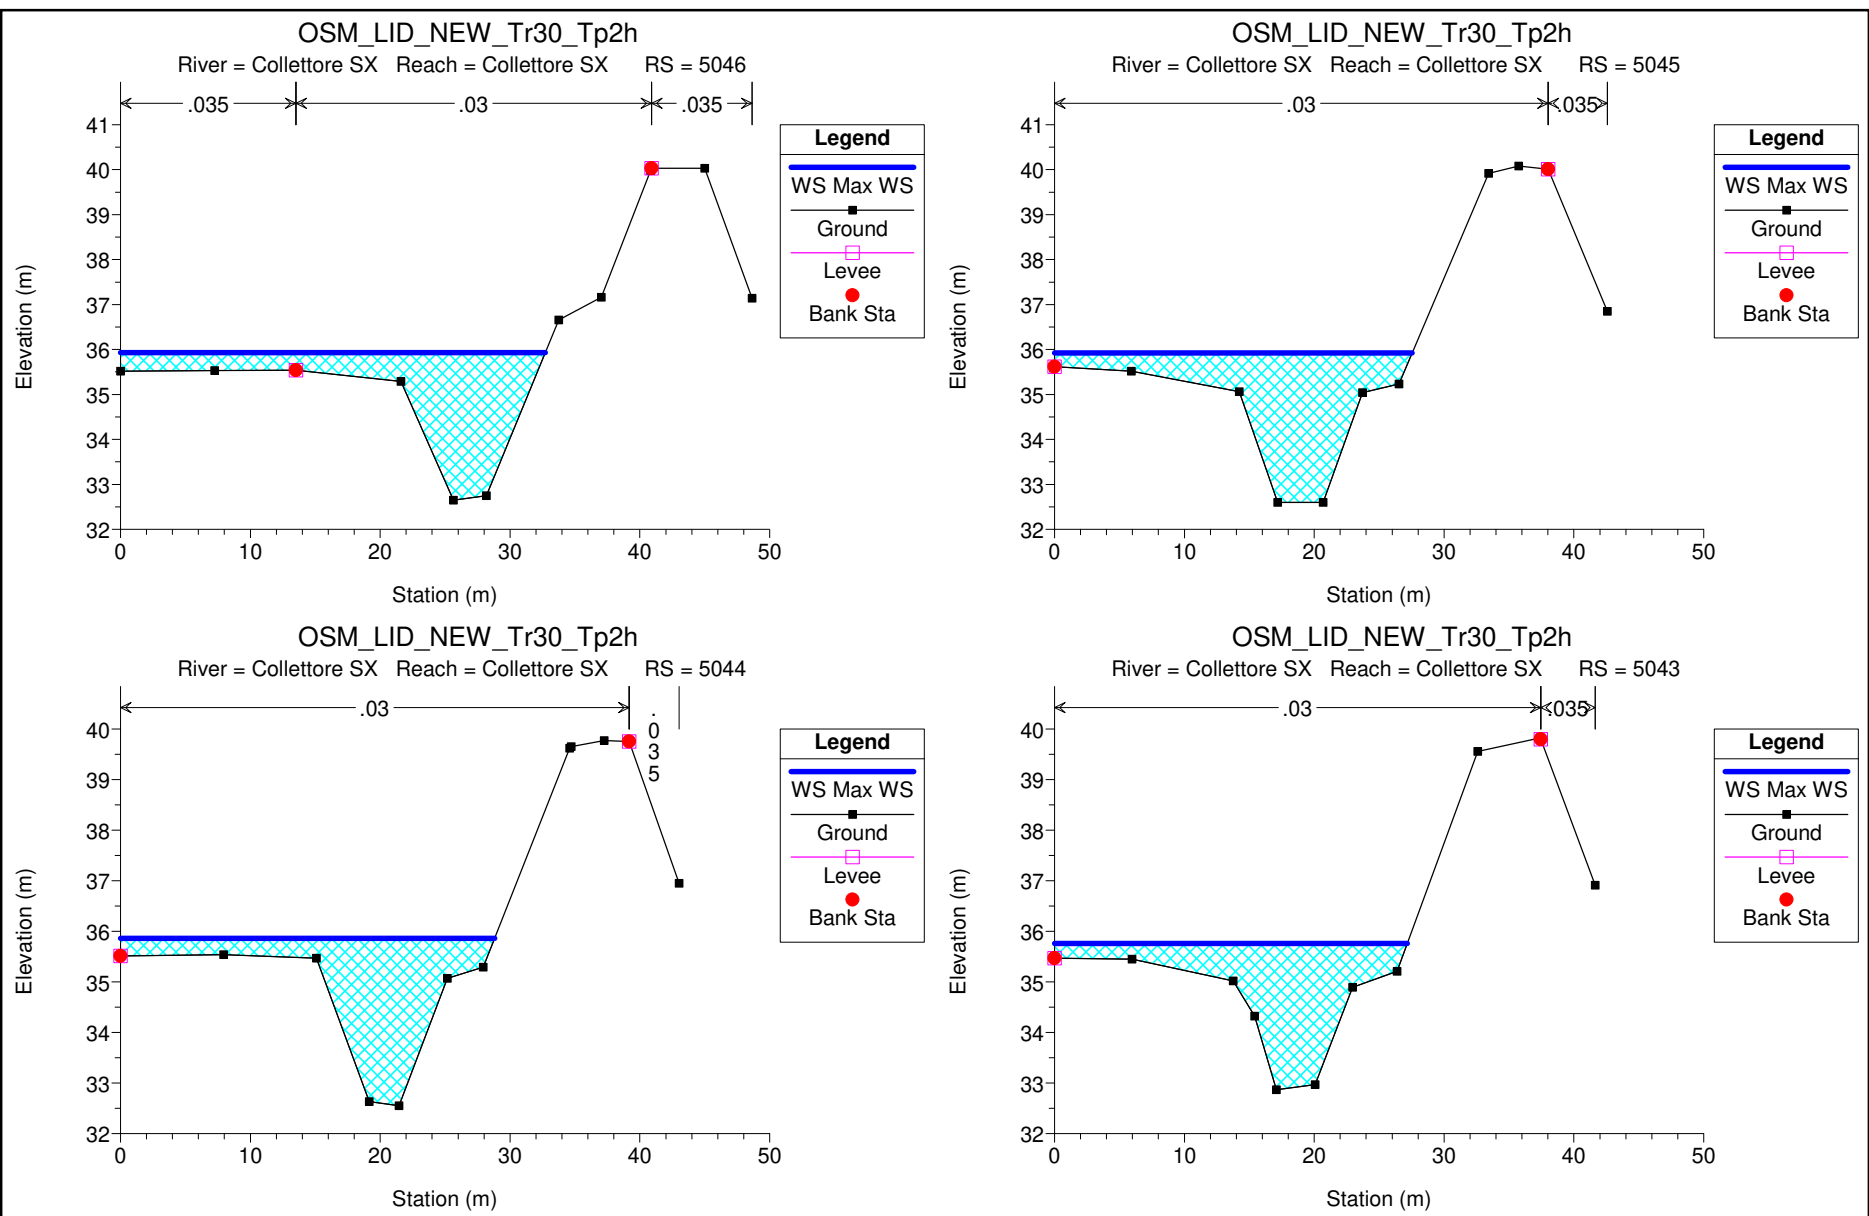 OSM_LID_NEW_Tr30_Tp2h
River = Collettore SX Reach = Collettore SX RS = 5046
.035 .03 .035
41
40
39
38
37
36
35
34
33
32
0 10 20 30 40 50
Station (m)
Elevation (m)
Legend
WS Max WS
Ground
Levee
Bank Sta
OSM_LID_NEW_Tr30_Tp2h
River = Collettore SX Reach = Collettore SX RS = 5045
.03 .035
41
40
39
38
37
36
35
34
33
32
0 10 20 30 40 50
Station (m)
Elevation (m)
Legend
WS Max WS
Ground
Levee
Bank Sta
OSM_LID_NEW_Tr30_Tp2h
River = Collettore SX Reach = Collettore SX RS = 5044
.03 .035
40
39
38
37
36
35
34
33
32
0 10 20 30 40 50
Station (m)
Elevation (m)
Legend
WS Max WS
Ground
Levee
Bank Sta
OSM_LID_NEW_Tr30_Tp2h
River = Collettore SX Reach = Collettore SX RS = 5043
.03 .035
40
39
38
37
36
35
34
33
32
0 10 20 30 40 50
Station (m)
Elevation (m)
Legend
WS Max WS
Ground
Levee
Bank Sta